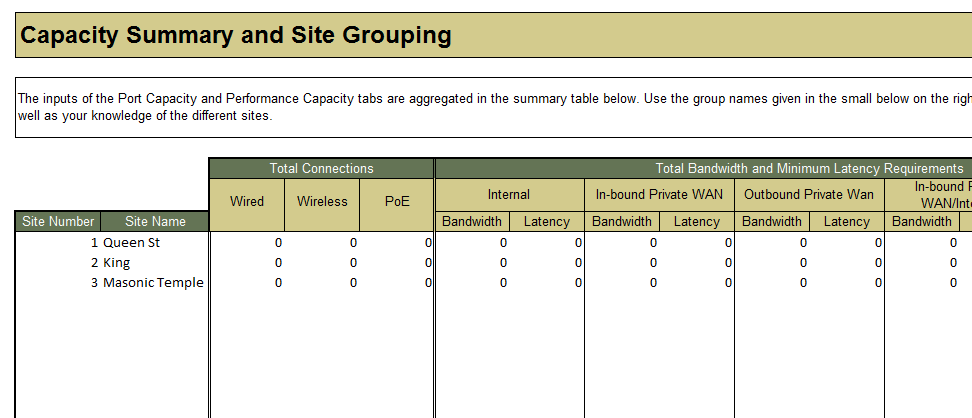 Capacity Summary and Site Grouping
The inputs of the Port Capacity and Performance Capacity tabs are aggregated in the summary table below. Use the group names given in the small below on the
well as your knowledge of the different sites.
Total Connections Total Bandwidth and Minimum Latency Requirements
Wired Wireless PoE Internal In-bound Private WAN Outbound Private Wan In-bound
Site Number Site Name Bandwidth Latency Bandwidth Latency Bandwidth Latency Bandwidth
1 Queen St 0 0 0 0 0 0 0 0 0 0
2 King 0 0 0 0 0 0 0 0 0 0
3 Masonic Temple 0 0 0 0 0 0 0 0 0 0